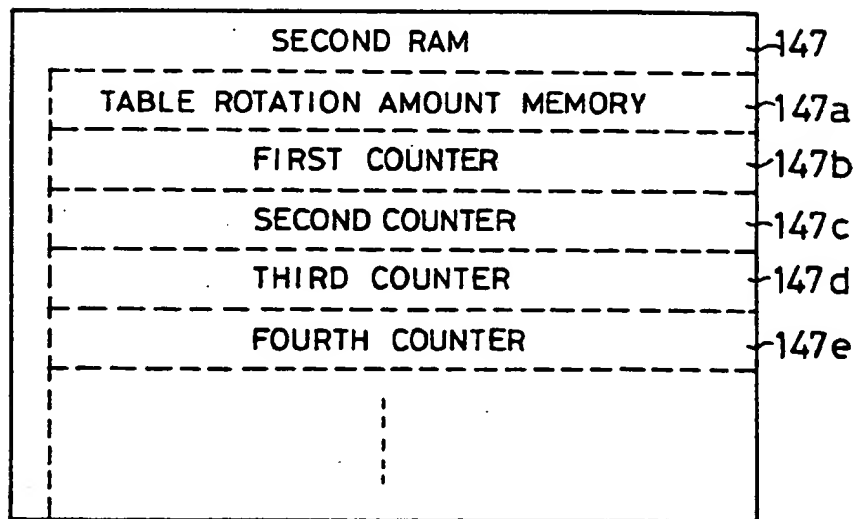 SECOND RAM 147
TABLE ROTATION AMOUNT MEMORY 147a
FIRST COUNTER 147b
SECOND COUNTER 147c
THIRD COUNTER 147d
FOURTH COUNTER 147e